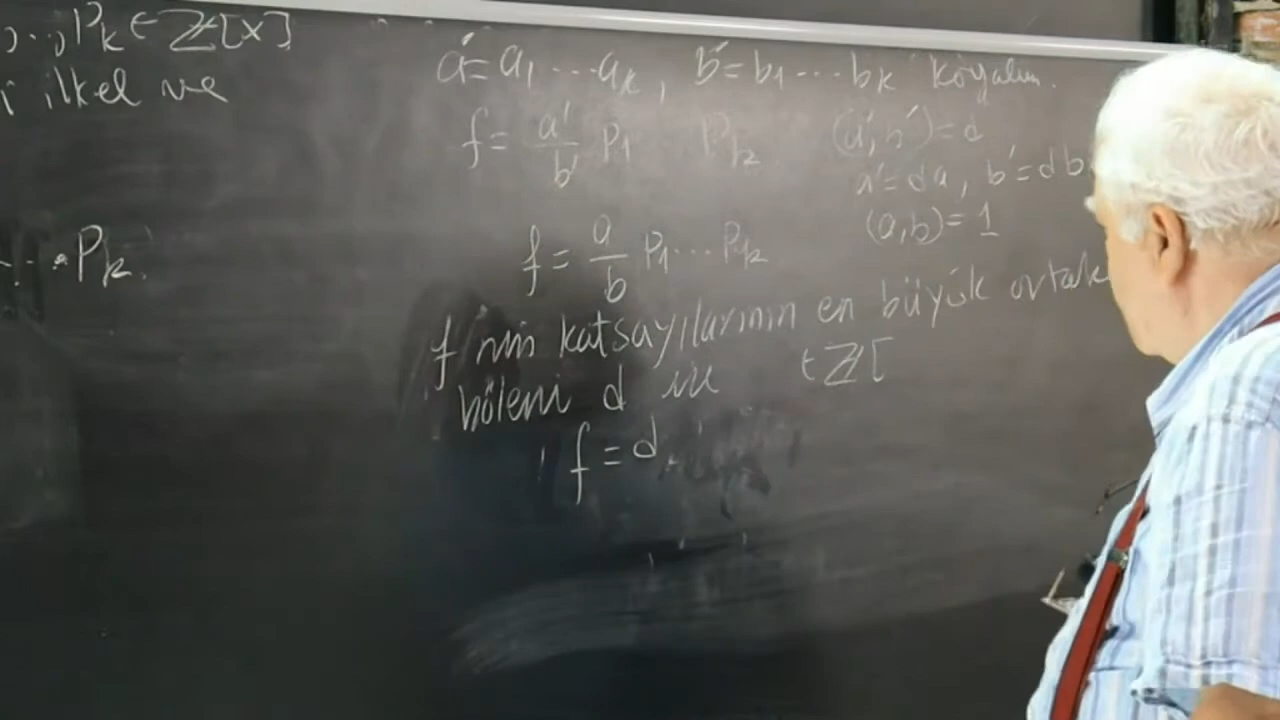 ..., Pk ∈ ℤ[x]
ilkel ve
... Pk.
a' = a1 ... ak, b' = b1 ... bk koyalım.
f = a'/b' P1 Pk (a', b') = d
a' = da, b' = db
(a, b) = 1
f = a/b P1 ... Pk
f nin katsayılarının en büyük ortak
böleni d ise ∈ ℤ[
f = d.